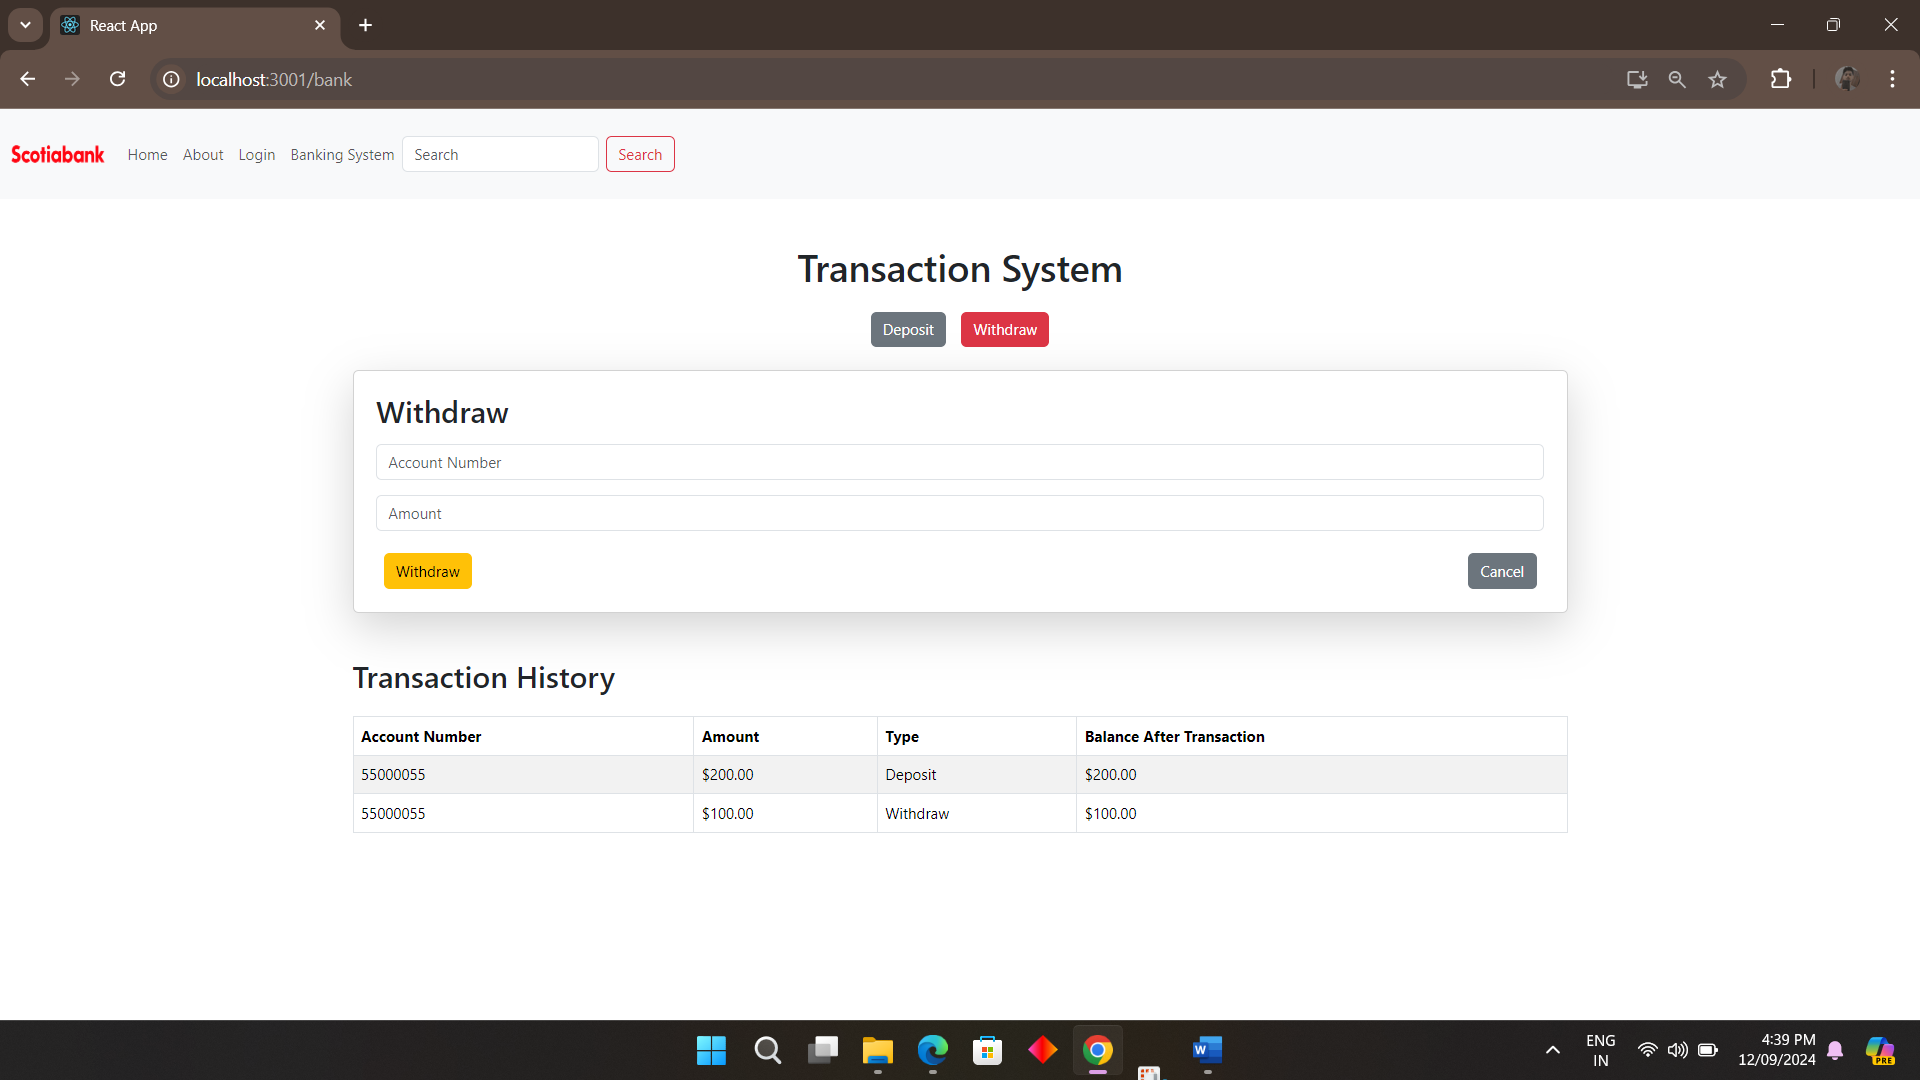 React App
localhost:3001/bank
Scotiabank Home About Login Banking System Search Search
Transaction System
Deposit Withdraw
Withdraw
Account Number
Amount
Withdraw Cancel
Transaction History
Account Number Amount Type Balance After Transaction
55000055 $200.00 Deposit $200.00
55000055 $100.00 Withdraw $100.00
ENG 4:39 PM
IN 12/09/2024
W
PRE